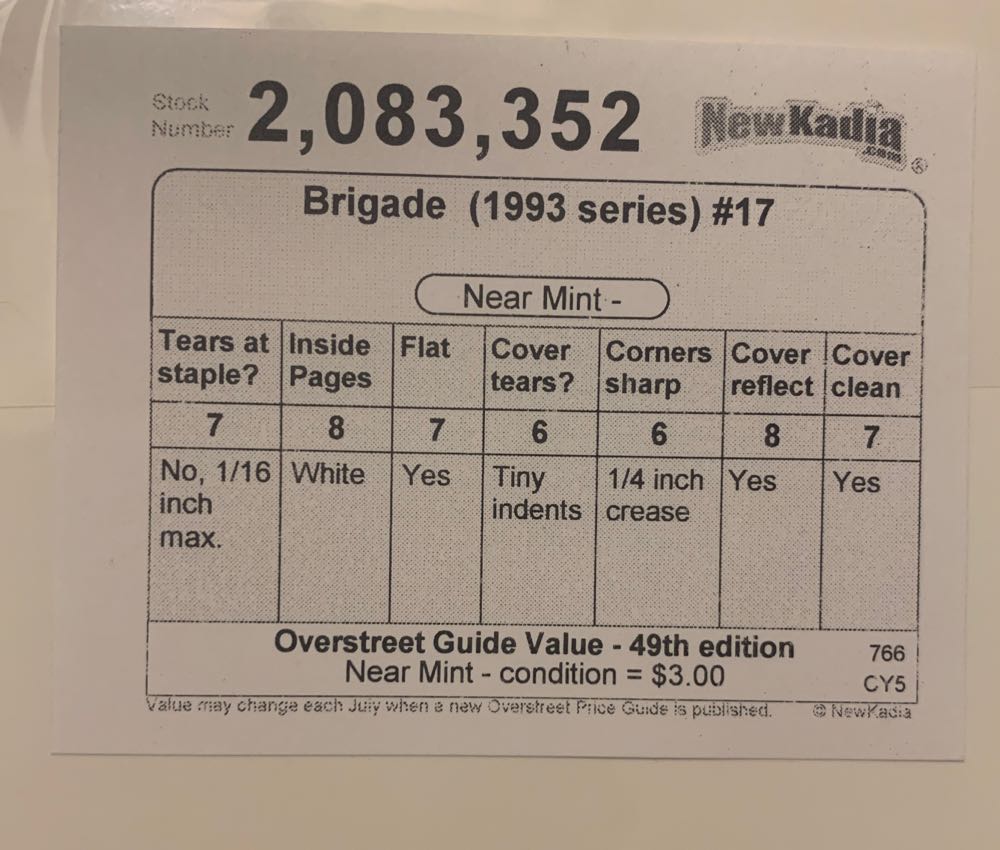 Stock
Number 2,083,352 NewKadia
.com ®
Brigade (1993 series) #17
Near Mint -
Tears at staple? Inside Pages Flat Cover tears? Corners sharp Cover reflect Cover clean
7 8 7 6 6 8 7
No, 1/16 inch max. White Yes Tiny indents 1/4 inch crease Yes Yes
Overstreet Guide Value - 49th edition 766
Near Mint - condition = $3.00 CY5
Value may change each July when a new Overstreet Price Guide is published. © NewKadia